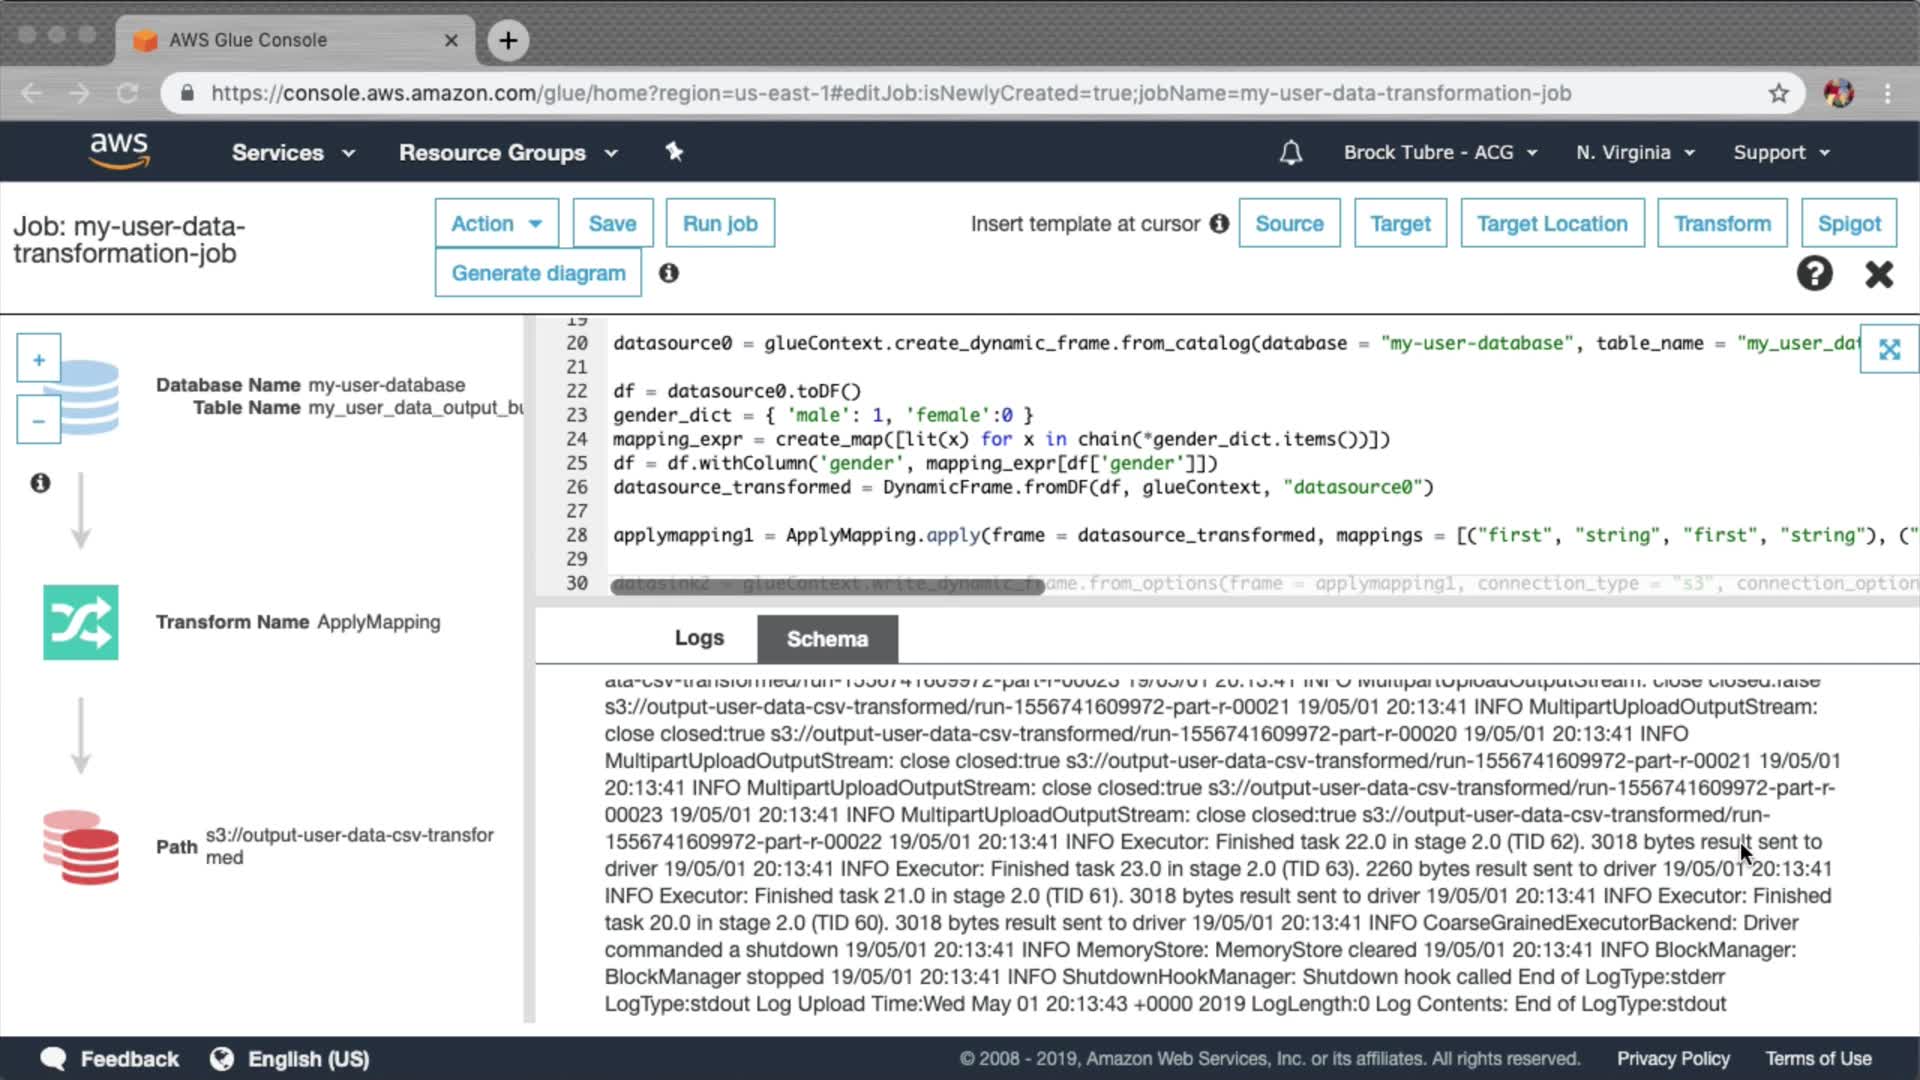 AWS Glue Console
https://console.aws.amazon.com/glue/home?region=us-east-1#editJob:isNewlyCreated=true;jobName=my-user-data-transformation-job
aws
Services
Resource Groups
Brock Tubre - ACG
N. Virginia
Support
Job: my-user-data-
transformation-job
Action
Save
Run job
Generate diagram
Insert template at cursor
Source
Target
Target Location
Transform
Spigot
+
−
Database Name my-user-database
Table Name my_user_data_output_bu
Transform Name ApplyMapping
Path s3://output-user-data-csv-transfor
med
19
20 datasource0 = glueContext.create_dynamic_frame.from_catalog(database = "my-user-database", table_name = "my_user_dat
21
22 df = datasource0.toDF()
23 gender_dict = { 'male': 1, 'female':0 }
24 mapping_expr = create_map([lit(x) for x in chain(*gender_dict.items())])
25 df = df.withColumn('gender', mapping_expr[df['gender']])
26 datasource_transformed = DynamicFrame.fromDF(df, glueContext, "datasource0")
27
28 applymapping1 = ApplyMapping.apply(frame = datasource_transformed, mappings = [("first", "string", "first", "string"), ("
29
30 datasink2 = glueContext.write_dynamic_frame.from_options(frame = applymapping1, connection_type = "s3", connection_option
Logs
Schema
ata-csv-transformed/run-1556741609972-part-r-00023 19/05/01 20:13:41 INFO MultipartUploadOutputStream: close closed:false
s3://output-user-data-csv-transformed/run-1556741609972-part-r-00021 19/05/01 20:13:41 INFO MultipartUploadOutputStream:
close closed:true s3://output-user-data-csv-transformed/run-1556741609972-part-r-00020 19/05/01 20:13:41 INFO
MultipartUploadOutputStream: close closed:true s3://output-user-data-csv-transformed/run-1556741609972-part-r-00021 19/05/01
20:13:41 INFO MultipartUploadOutputStream: close closed:true s3://output-user-data-csv-transformed/run-1556741609972-part-r-
00023 19/05/01 20:13:41 INFO MultipartUploadOutputStream: close closed:true s3://output-user-data-csv-transformed/run-
1556741609972-part-r-00022 19/05/01 20:13:41 INFO Executor: Finished task 22.0 in stage 2.0 (TID 62). 3018 bytes result sent to
driver 19/05/01 20:13:41 INFO Executor: Finished task 23.0 in stage 2.0 (TID 63). 2260 bytes result sent to driver 19/05/01 20:13:41
INFO Executor: Finished task 21.0 in stage 2.0 (TID 61). 3018 bytes result sent to driver 19/05/01 20:13:41 INFO Executor: Finished
task 20.0 in stage 2.0 (TID 60). 3018 bytes result sent to driver 19/05/01 20:13:41 INFO CoarseGrainedExecutorBackend: Driver
commanded a shutdown 19/05/01 20:13:41 INFO MemoryStore: MemoryStore cleared 19/05/01 20:13:41 INFO BlockManager:
BlockManager stopped 19/05/01 20:13:41 INFO ShutdownHookManager: Shutdown hook called End of LogType:stderr
LogType:stdout Log Upload Time:Wed May 01 20:13:43 +0000 2019 LogLength:0 Log Contents: End of LogType:stdout
Feedback
English (US)
© 2008 - 2019, Amazon Web Services, Inc. or its affiliates. All rights reserved.
Privacy Policy
Terms of Use